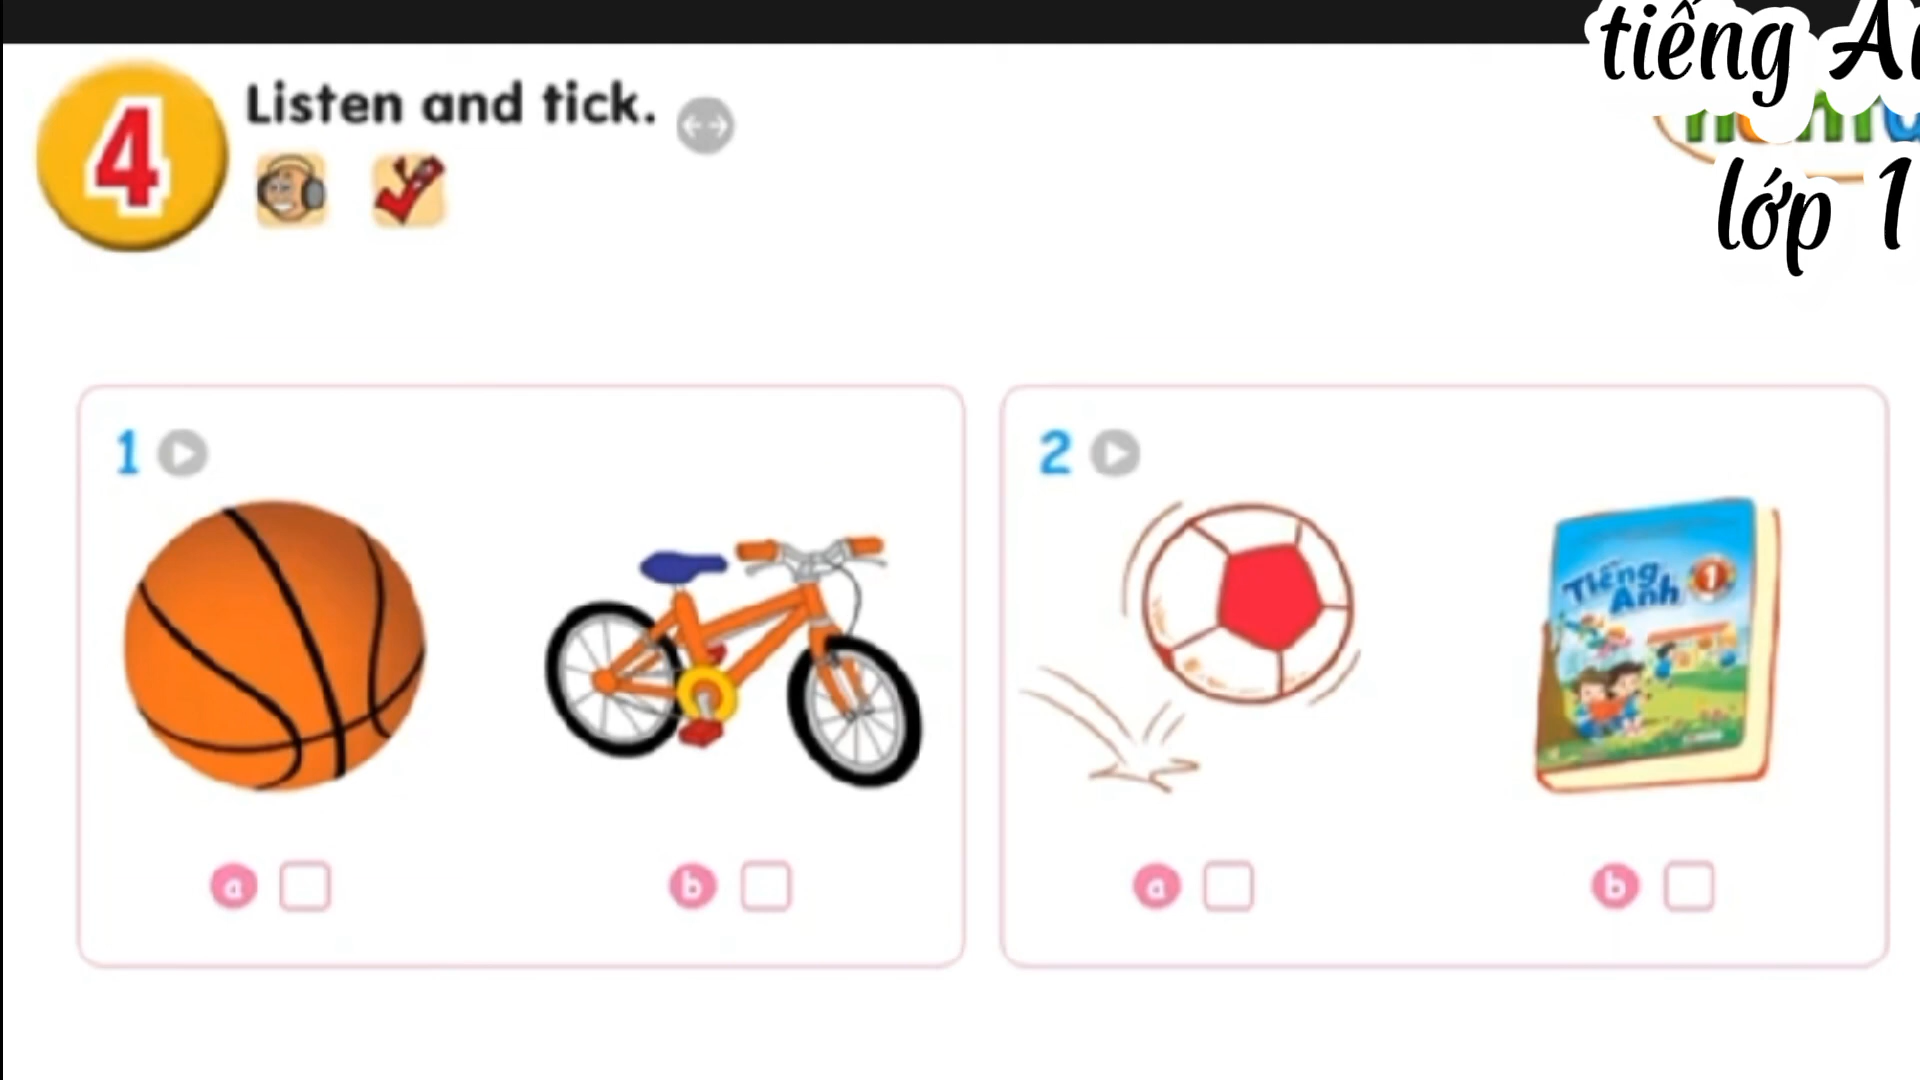 tiếng
lớp 1
4
Listen and tick.
1
2
Tiếng
Anh
1
a
b
a
b